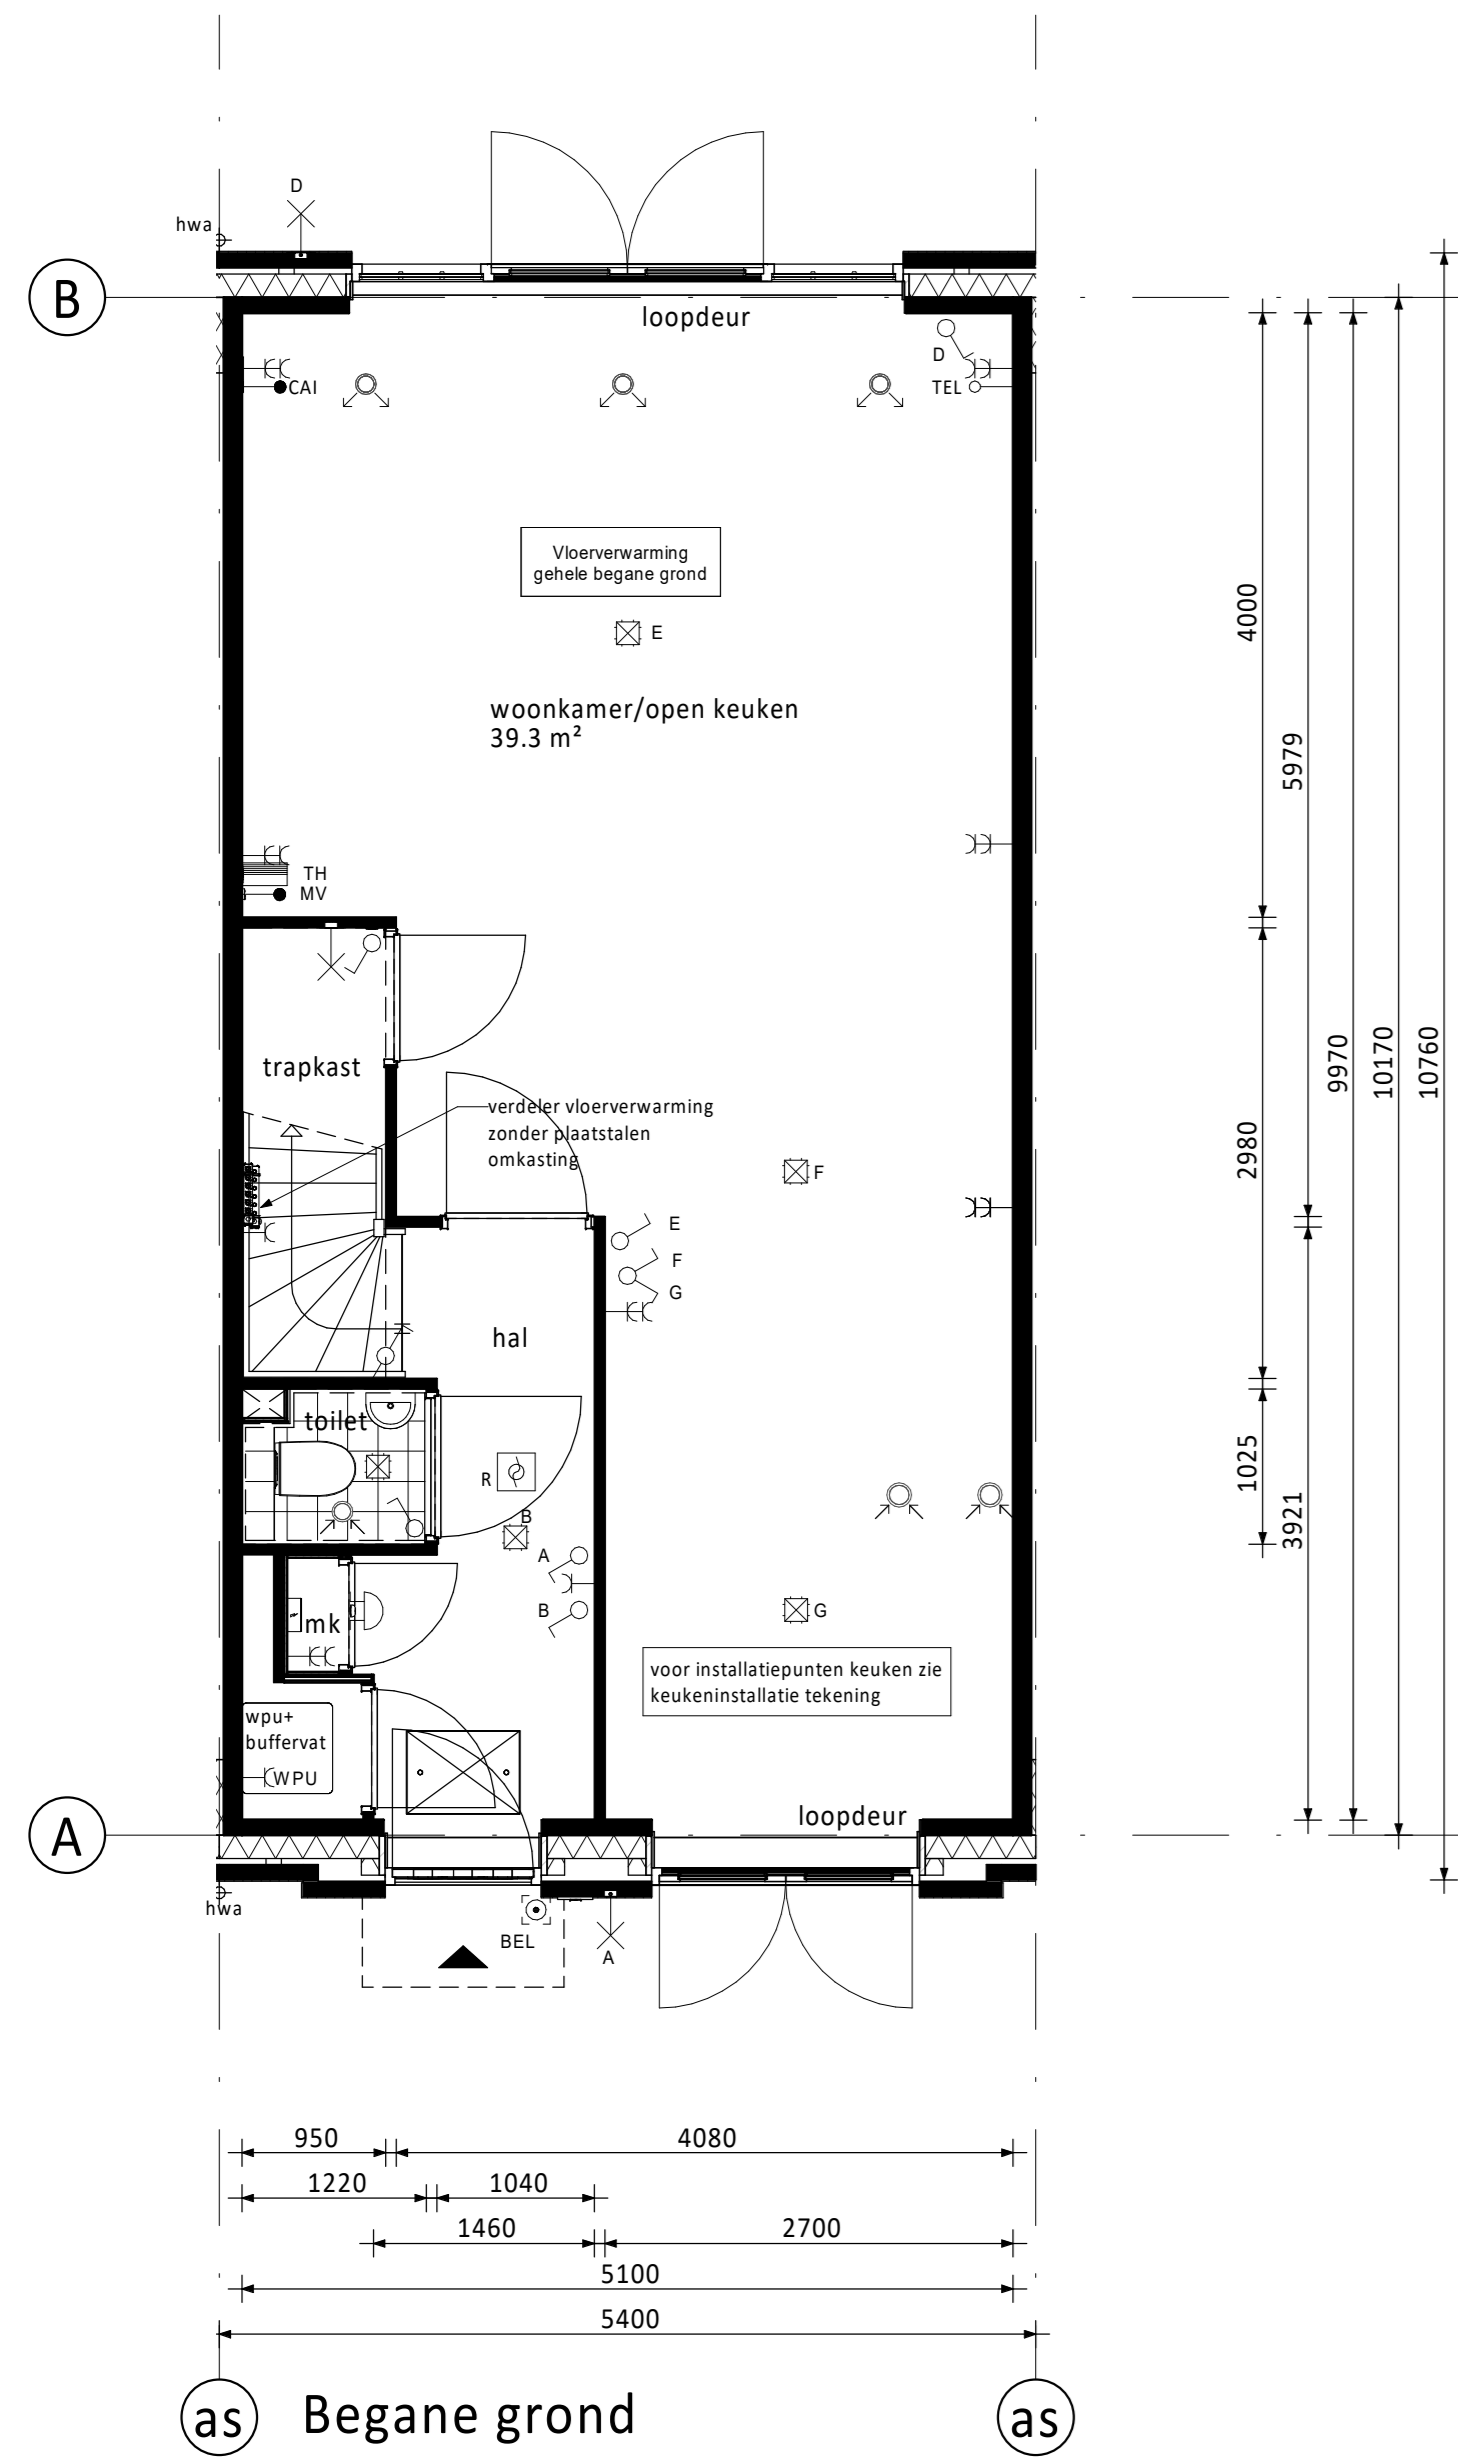 D
hwa
B
loopdeur
D
CAI
TEL
Vloerverwarming
gehele begane grond
E
4000
woonkamer/open keuken
39.3 m²
5979
TH
MV
trapkast
9970
10170
10760
verdeler vloerverwarming
zonder plaatstalen
omkasting
2980
F
E
F
G
hal
toilet
1025
R
3921
B
A
B
G
mk
voor installatiepunten keuken zie
keukeninstallatie tekening
wpu+
buffervat
WPU
loopdeur
A
hwa
BEL
A
950
4080
1220
1040
1460
2700
5100
5400
as
Begane grond
as